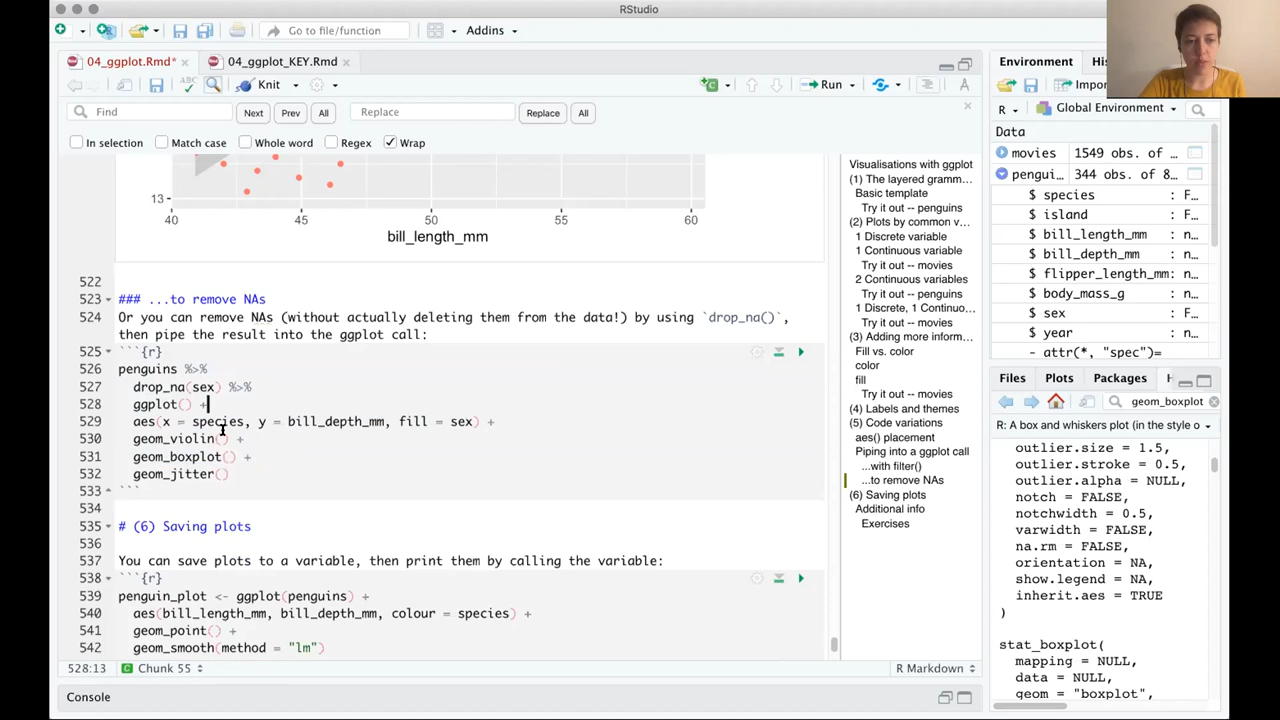 RStudio
Go to file/function
Addins
04_ggplot.Rmd*
04_ggplot_KEY.Rmd
ABC
Knit
Run
Find
Next
Prev
All
Replace
Replace
All
In selection
Match case
Whole word
Regex
Wrap
13
40
45
50
55
60
bill_length_mm
522
523 ### ...to remove NAs
524 Or you can remove NAs (without actually deleting them from the data!) by using `drop_na()`,
then pipe the result into the ggplot call:
525 ```{r}
526 penguins %>%
527 drop_na(sex) %>%
528 ggplot() +
529 aes(x = species, y = bill_depth_mm, fill = sex) +
530 geom_violin() +
531 geom_boxplot() +
532 geom_jitter()
533 ```
534
535 # (6) Saving plots
536
537 You can save plots to a variable, then print them by calling the variable:
538 ```{r}
539 penguin_plot <- ggplot(penguins) +
540 aes(bill_length_mm, bill_depth_mm, colour = species) +
541 geom_point() +
542 geom_smooth(method = "lm")
528:13
Chunk 55
R Markdown
Console
Visualisations with ggplot
(1) The layered gramm...
Basic template
Try it out -- penguins
(2) Plots by common v...
1 Discrete variable
1 Continuous variable
Try it out -- movies
2 Continuous variables
Try it out -- penguins
1 Discrete, 1 Continuo...
Try it out -- movies
(3) Adding more inform...
Fill vs. color
color
fill
Try it out -- movies
(4) Labels and themes
(5) Code variations
aes() placement
Piping into a ggplot call
...with filter()
...to remove NAs
(6) Saving plots
Additional info
Exercises
Environment
His
Impor
R
Global Environment
Data
movies 1549 obs. of ...
pengui... 344 obs. of 8...
$ species : F...
$ island : F...
$ bill_length_mm : n...
$ bill_depth_mm : n...
$ flipper_length_mm: n...
$ body_mass_g : n...
$ sex : F...
$ year : n...
- attr(*, "spec")=
Files
Plots
Packages
H
geom_boxplot
R: A box and whiskers plot (in the style o
outlier.size = 1.5,
outlier.stroke = 0.5,
outlier.alpha = NULL,
notch = FALSE,
notchwidth = 0.5,
varwidth = FALSE,
na.rm = FALSE,
orientation = NA,
show.legend = NA,
inherit.aes = TRUE
)
stat_boxplot(
mapping = NULL,
data = NULL,
geom = "boxplot",